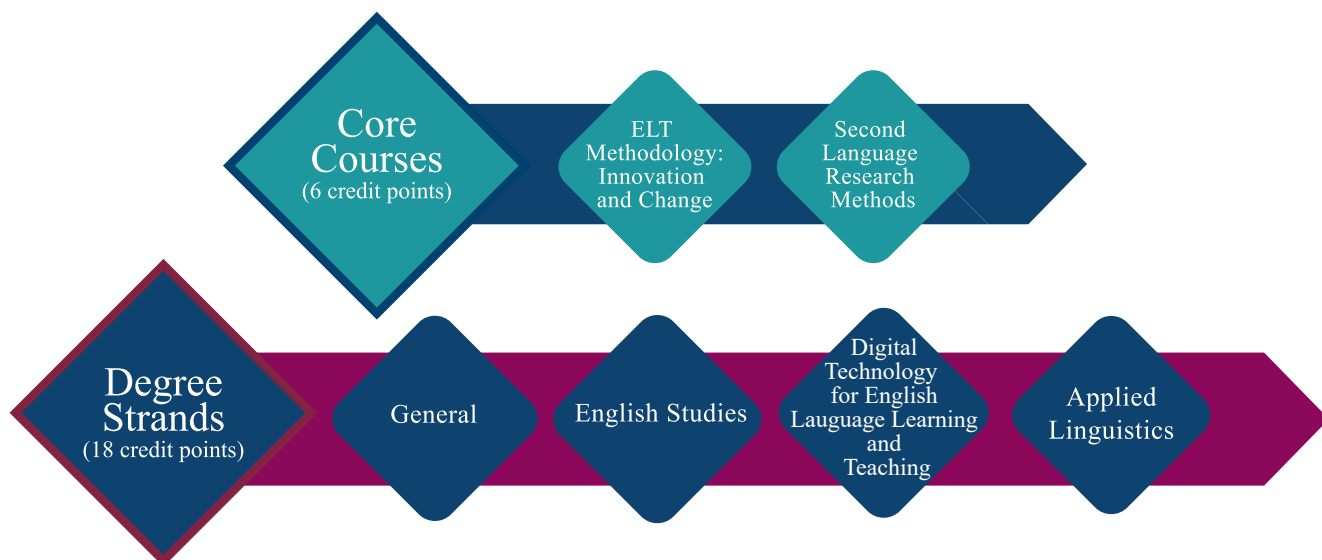 Core
Courses
(6 credit points)
ELT
Methodology:
Innovation
and Change
Second
Language
Research
Methods
Degree
Strands
(18 credit points)
General
English Studies
Digital
Technology
for English
Lauguage Learning
and
Teaching
Applied
Linguistics